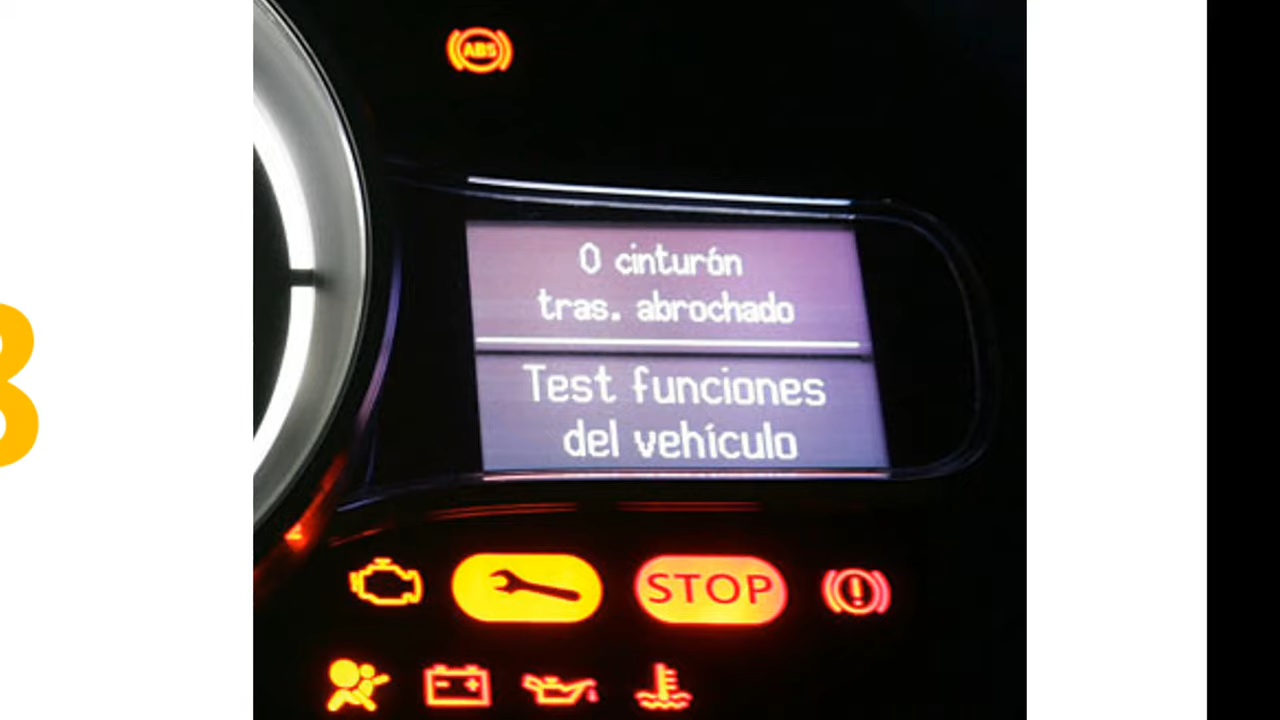 ABS
0 cinturón
tras. abrochado
Test funciones
del vehículo
STOP